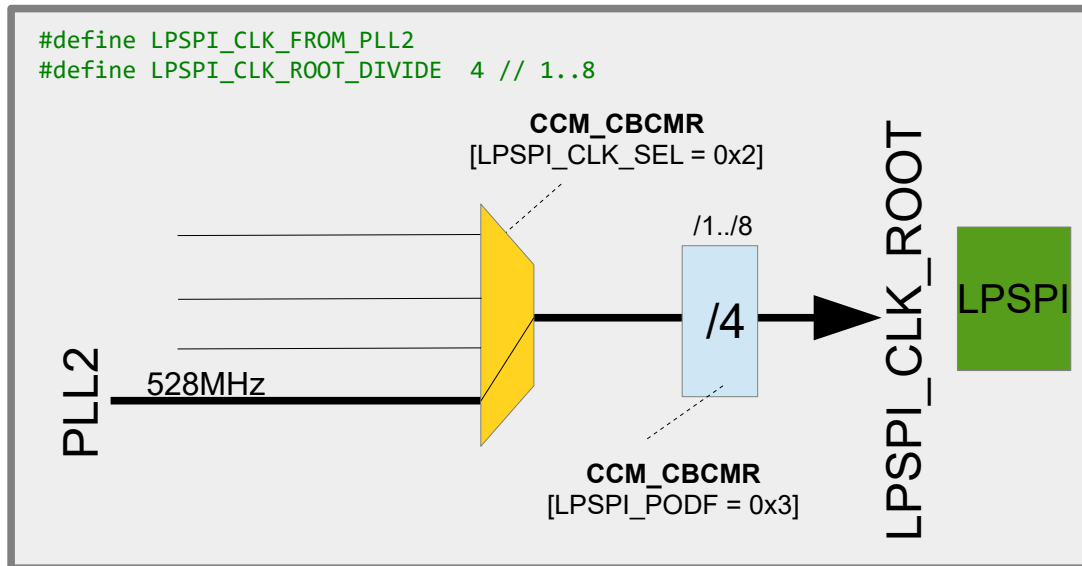 #define LPSPI_CLK_FROM_PLL2
#define LPSPI_CLK_ROOT_DIVIDE  4 // 1..8
CCM_CBCMR
[LPSPI_CLK_SEL = 0x2]
/1../8
/4
LPSPI_CLK_ROOT
LPSPI
PLL2
528MHz
CCM_CBCMR
[LPSPI_PODF = 0x3]